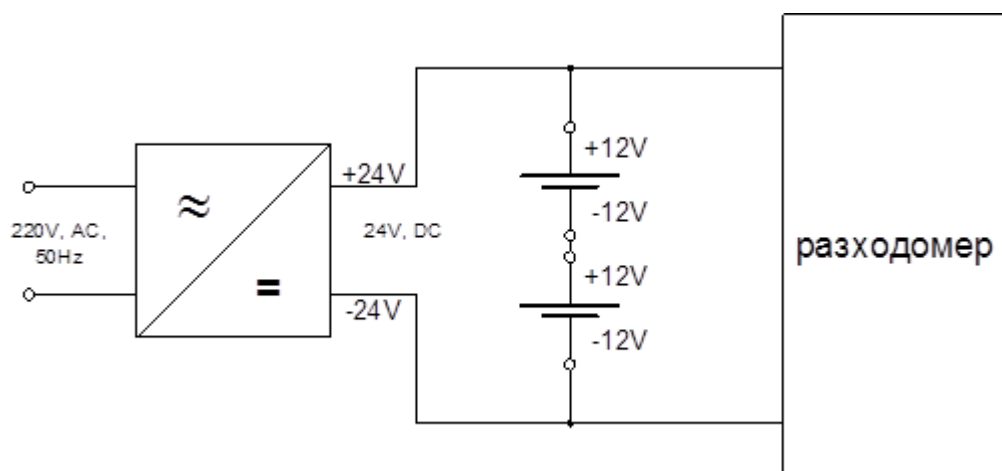 220V, AC,
50Hz
≈
=
+24V
24V, DC
-24V
+12V
-12V
+12V
-12V
разходомер